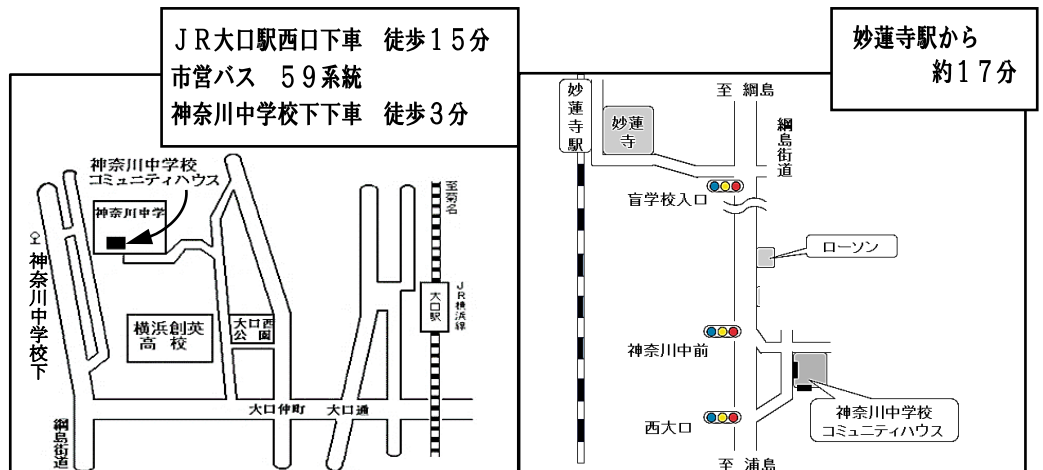 ＪＲ大口駅西口下車　徒歩１５分
市営バス　５９系統
神奈川中学校下下車　徒歩３分
神奈川中学校
コミュニティハウス
神奈川中学
神奈川中学校下
横浜創英
高校
大口西
公園
至菊名
大口駅
ＪＲ横浜線
大口仲町
大口通
綱島街道
妙蓮寺駅から
約１７分
妙蓮寺駅
妙蓮
寺
至 綱島
綱島街道
盲学校入口
ローソン
神奈川中前
西大口
神奈川中学校
コミュニティハウス
至 浦島